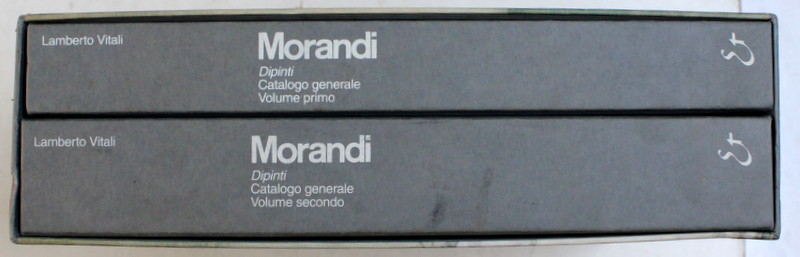 Lamberto Vitali
Morandi
Dipinti
Catalogo generale
Volume primo
Lamberto Vitali
Morandi
Dipinti
Catalogo generale
Volume secondo